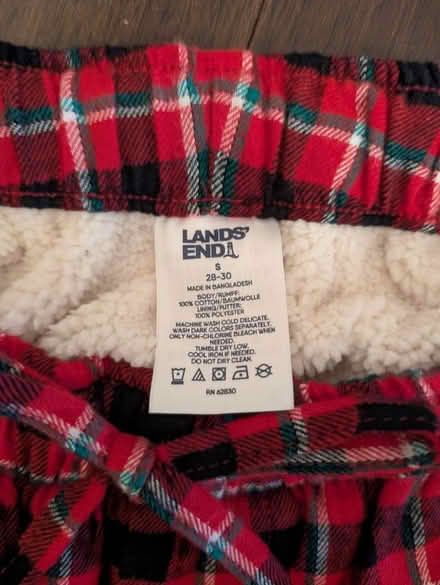 LANDS'
END
S
28-30
MADE IN BANGLADESH
BODY/RUMPF:
100% COTTON/BAUMWOLLE
LINING/FUTTER:
100% POLYESTER
MACHINE WASH COLD DELICATE.
WASH DARK COLORS SEPARATELY.
ONLY NON-CHLORINE BLEACH WHEN
NEEDED.
TUMBLE DRY LOW.
COOL IRON IF NEEDED.
DO NOT DRY CLEAN.
RN 62830